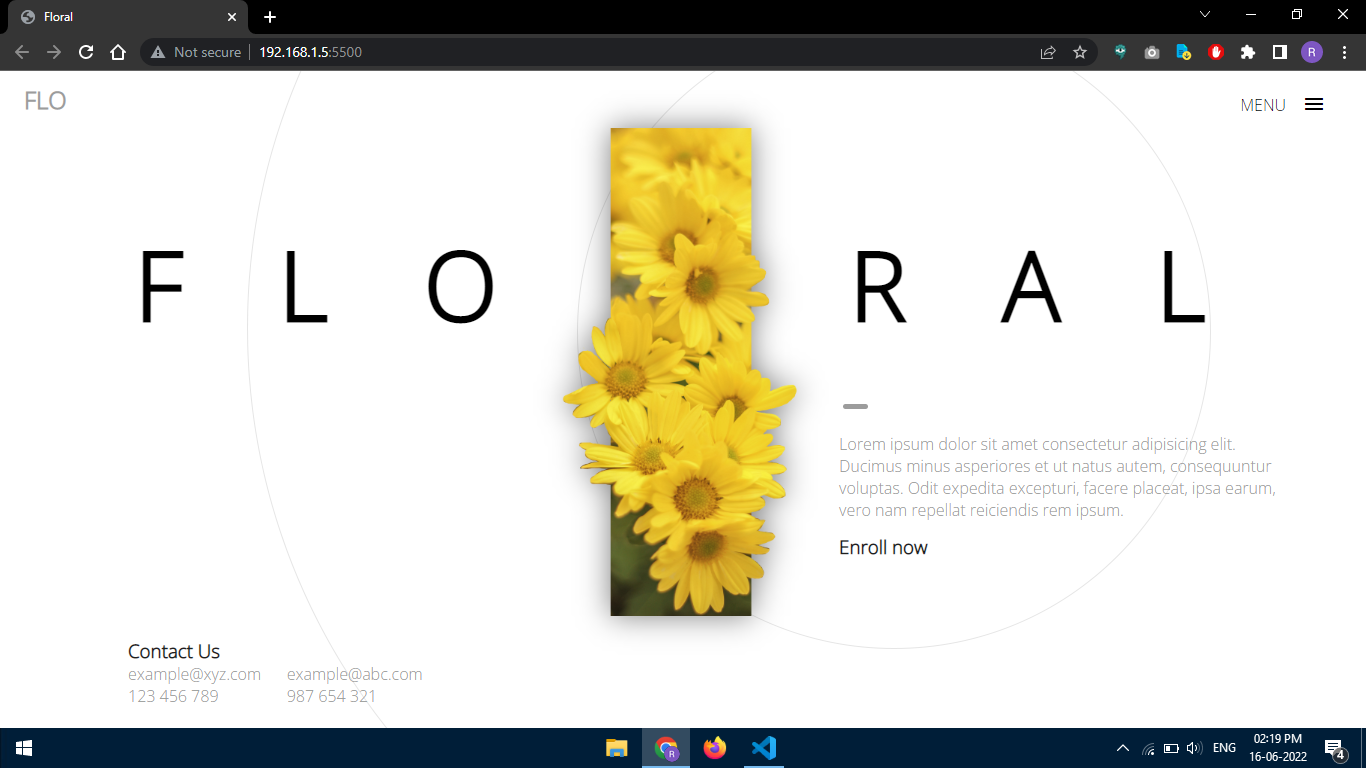 Floral
Not secure
192.168.1.5:5500
R
FLO
MENU
F L O R A L
Lorem ipsum dolor sit amet consectetur adipisicing elit.
Ducimus minus asperiores et ut natus autem, consequuntur
voluptas. Odit expedita excepturi, facere placeat, ipsa earum,
vero nam repellat reiciendis rem ipsum.
Enroll now
Contact Us
example@xyz.com example@abc.com
123 456 789 987 654 321
R
ENG
02:19 PM
16-06-2022
4